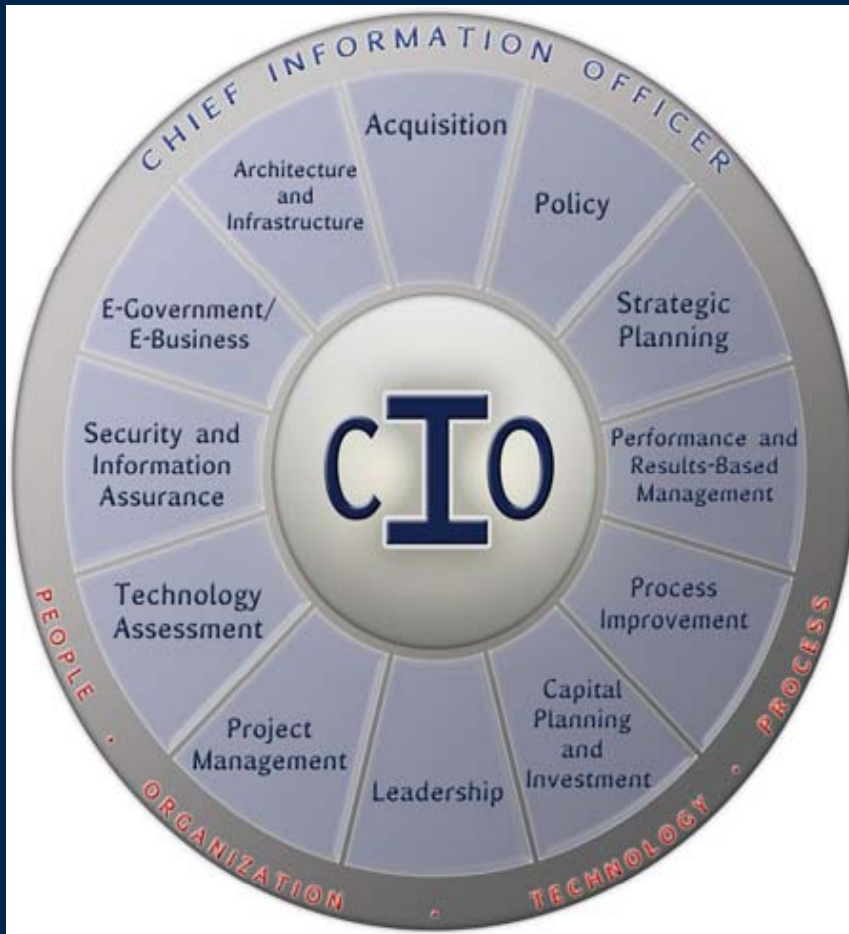 CHIEF INFORMATION OFFICER
Acquisition
Policy
Strategic
Planning
Performance and
Results-Based
Management
Process
Improvement
Capital
Planning
and
Investment
Leadership
Project
Management
Technology
Assessment
Security and
Information
Assurance
E-Government/
E-Business
Architecture
and
Infrastructure
CIO
PEOPLE · ORGANIZATION · TECHNOLOGY · PROCESS